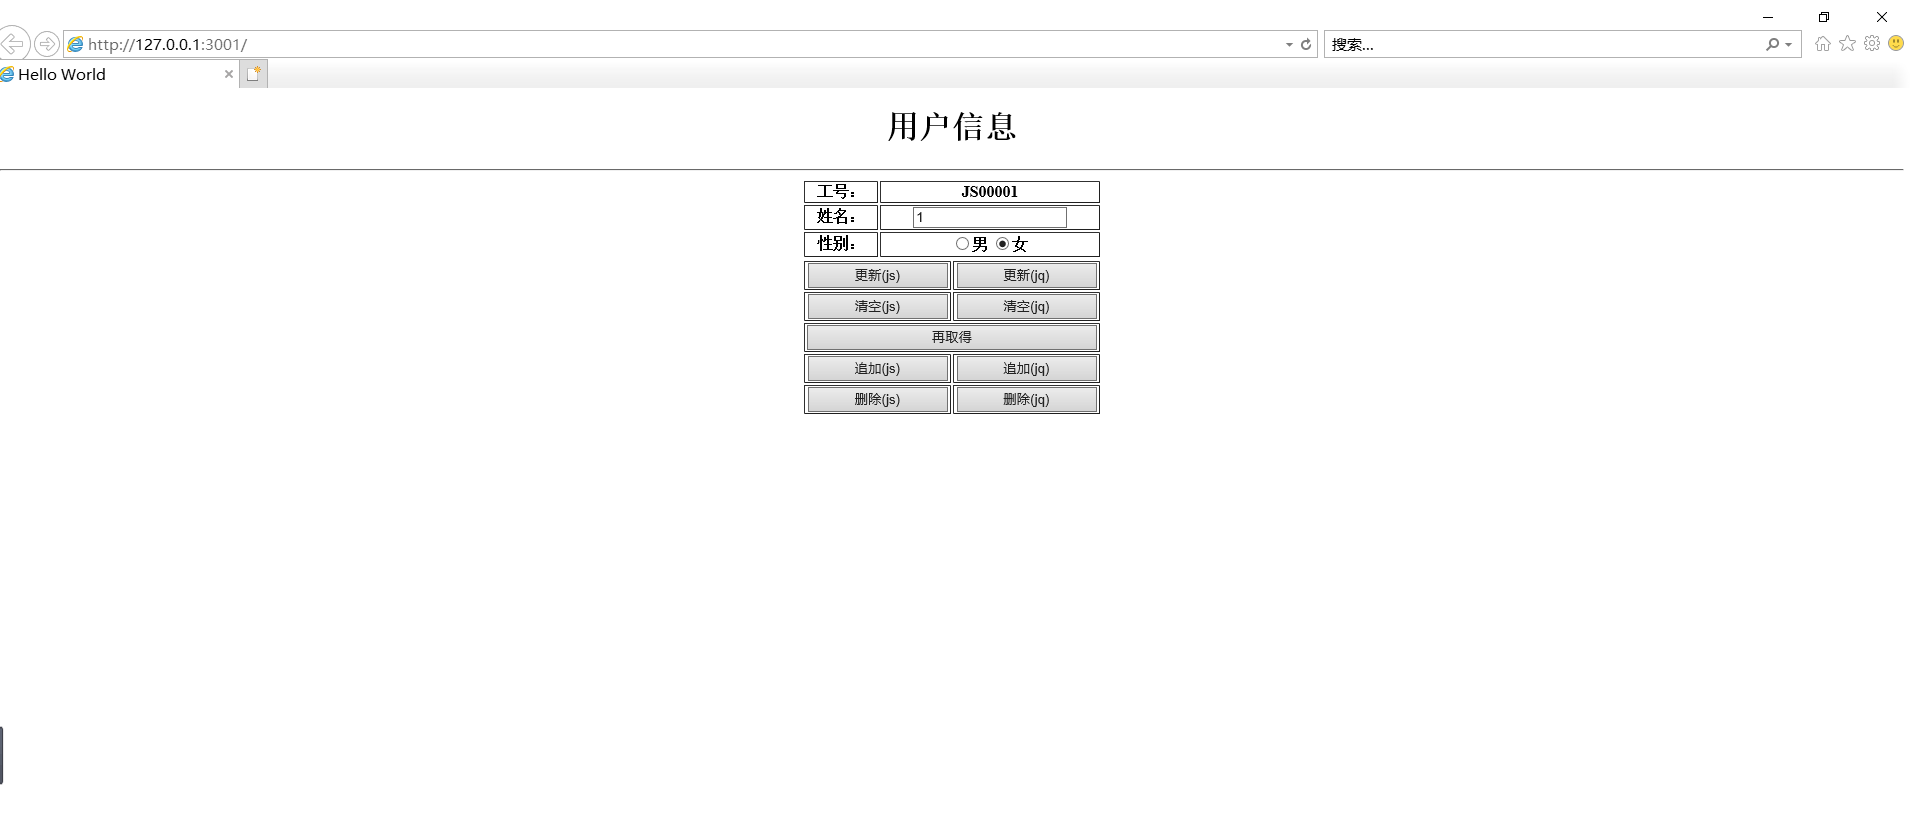 http://127.0.0.1:3001/
搜索...
Hello World
用户信息
工号： JS00001
姓名： 1
性别： 男 女
更新(js) 更新(jq)
清空(js) 清空(jq)
再取得
追加(js) 追加(jq)
删除(js) 删除(jq)